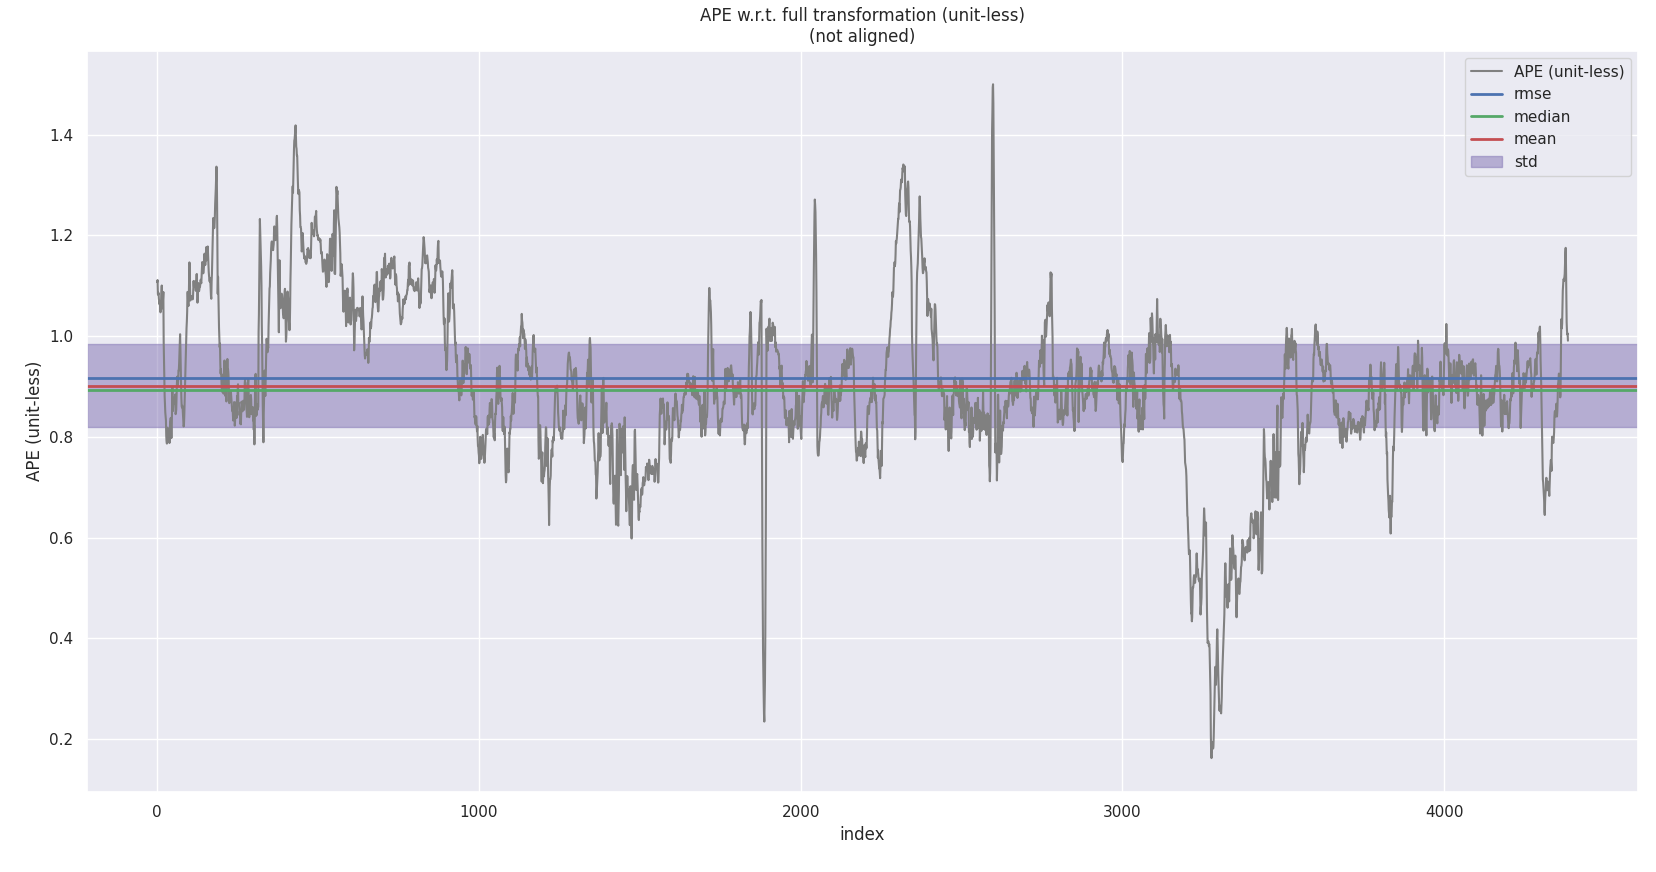 APE w.r.t. full transformation (unit-less)
(not aligned)
APE (unit-less)
rmse
median
mean
std
APE (unit-less)
1.4
1.2
1.0
0.8
0.6
0.4
0.2
0 1000 2000 3000 4000
index